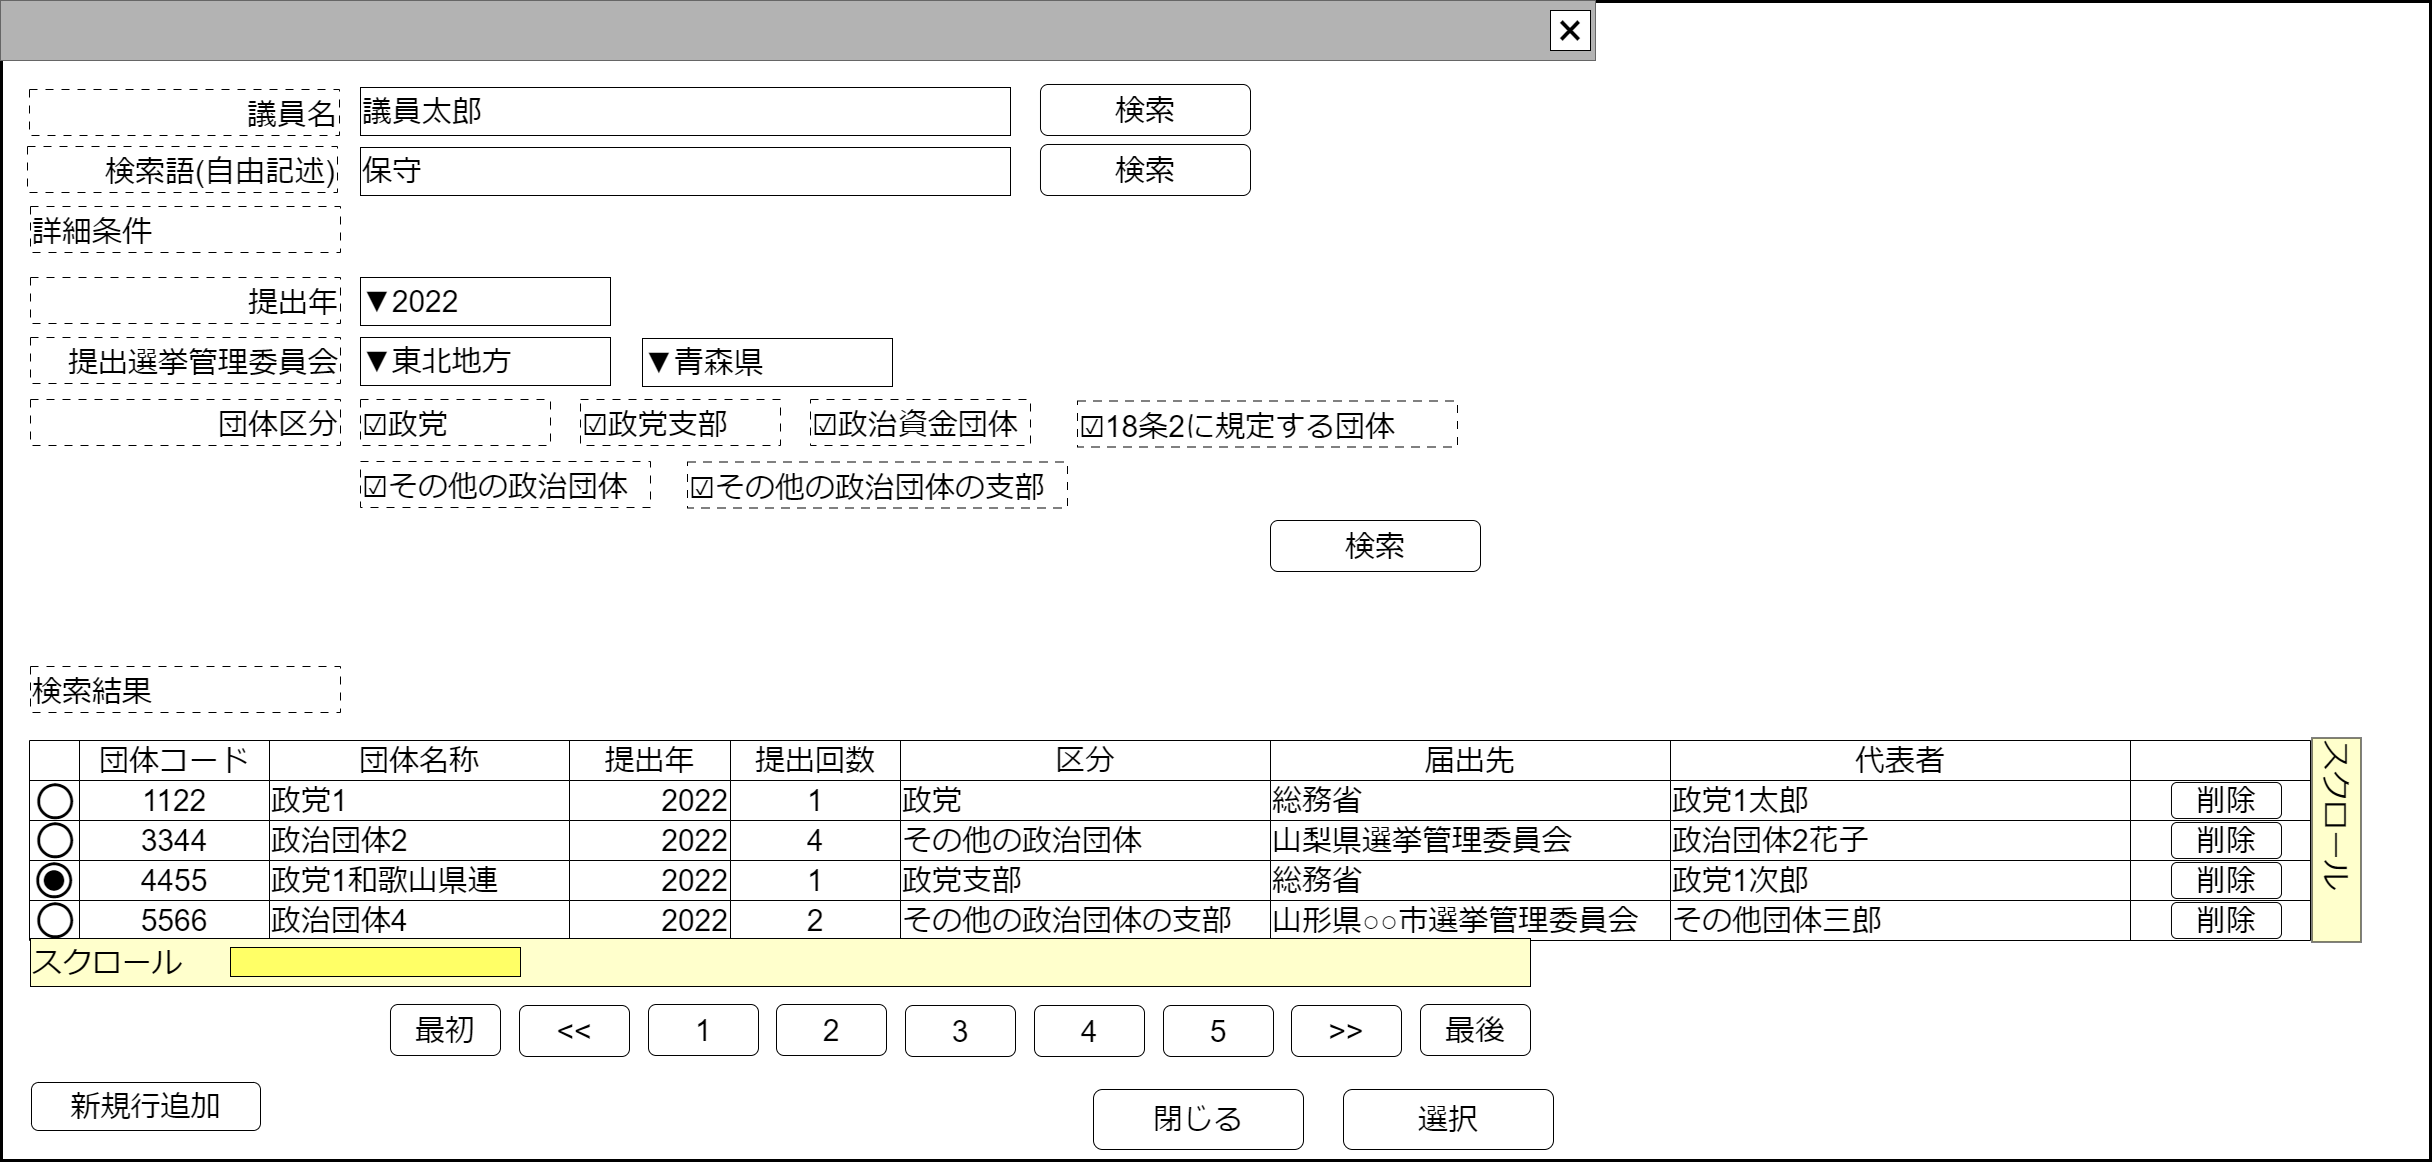 ×
議員名 議員太郎 検索
検索語(自由記述) 保守 検索
詳細条件
提出年 ▼2022
提出選挙管理委員会 ▼東北地方 ▼青森県
団体区分 ☑政党 ☑政党支部 ☑政治資金団体 ☑18条2に規定する団体
☑その他の政治団体 ☑その他の政治団体の支部
検索
検索結果
団体コード 団体名称 提出年 提出回数 区分 届出先 代表者
1122 政党1 2022 1 政党 総務省 政党1太郎 削除
3344 政治団体2 2022 4 その他の政治団体 山梨県選挙管理委員会 政治団体2花子 削除
4455 政党1和歌山県連 2022 1 政党支部 総務省 政党1次郎 削除
5566 政治団体4 2022 2 その他の政治団体の支部 山形県○○市選挙管理委員会 その他団体三郎 削除
スクロール
スクロール
最初 << 1 2 3 4 5 >> 最後
新規行追加 閉じる 選択